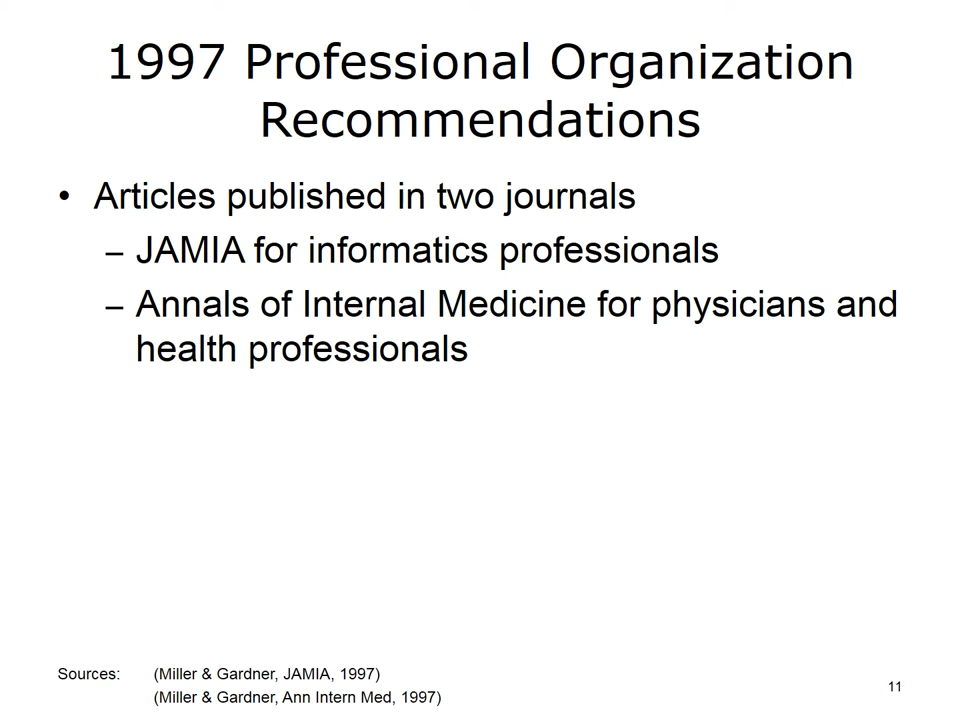 1997 Professional Organization
Recommendations
• Articles published in two journals
– JAMIA for informatics professionals
– Annals of Internal Medicine for physicians and
health professionals
Sources: (Miller & Gardner, JAMIA, 1997)
(Miller & Gardner, Ann Intern Med, 1997)
11